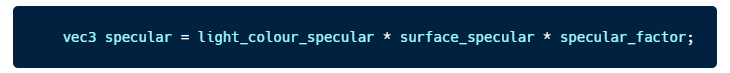 vec3 specular = light_colour_specular * surface_specular * specular_factor;